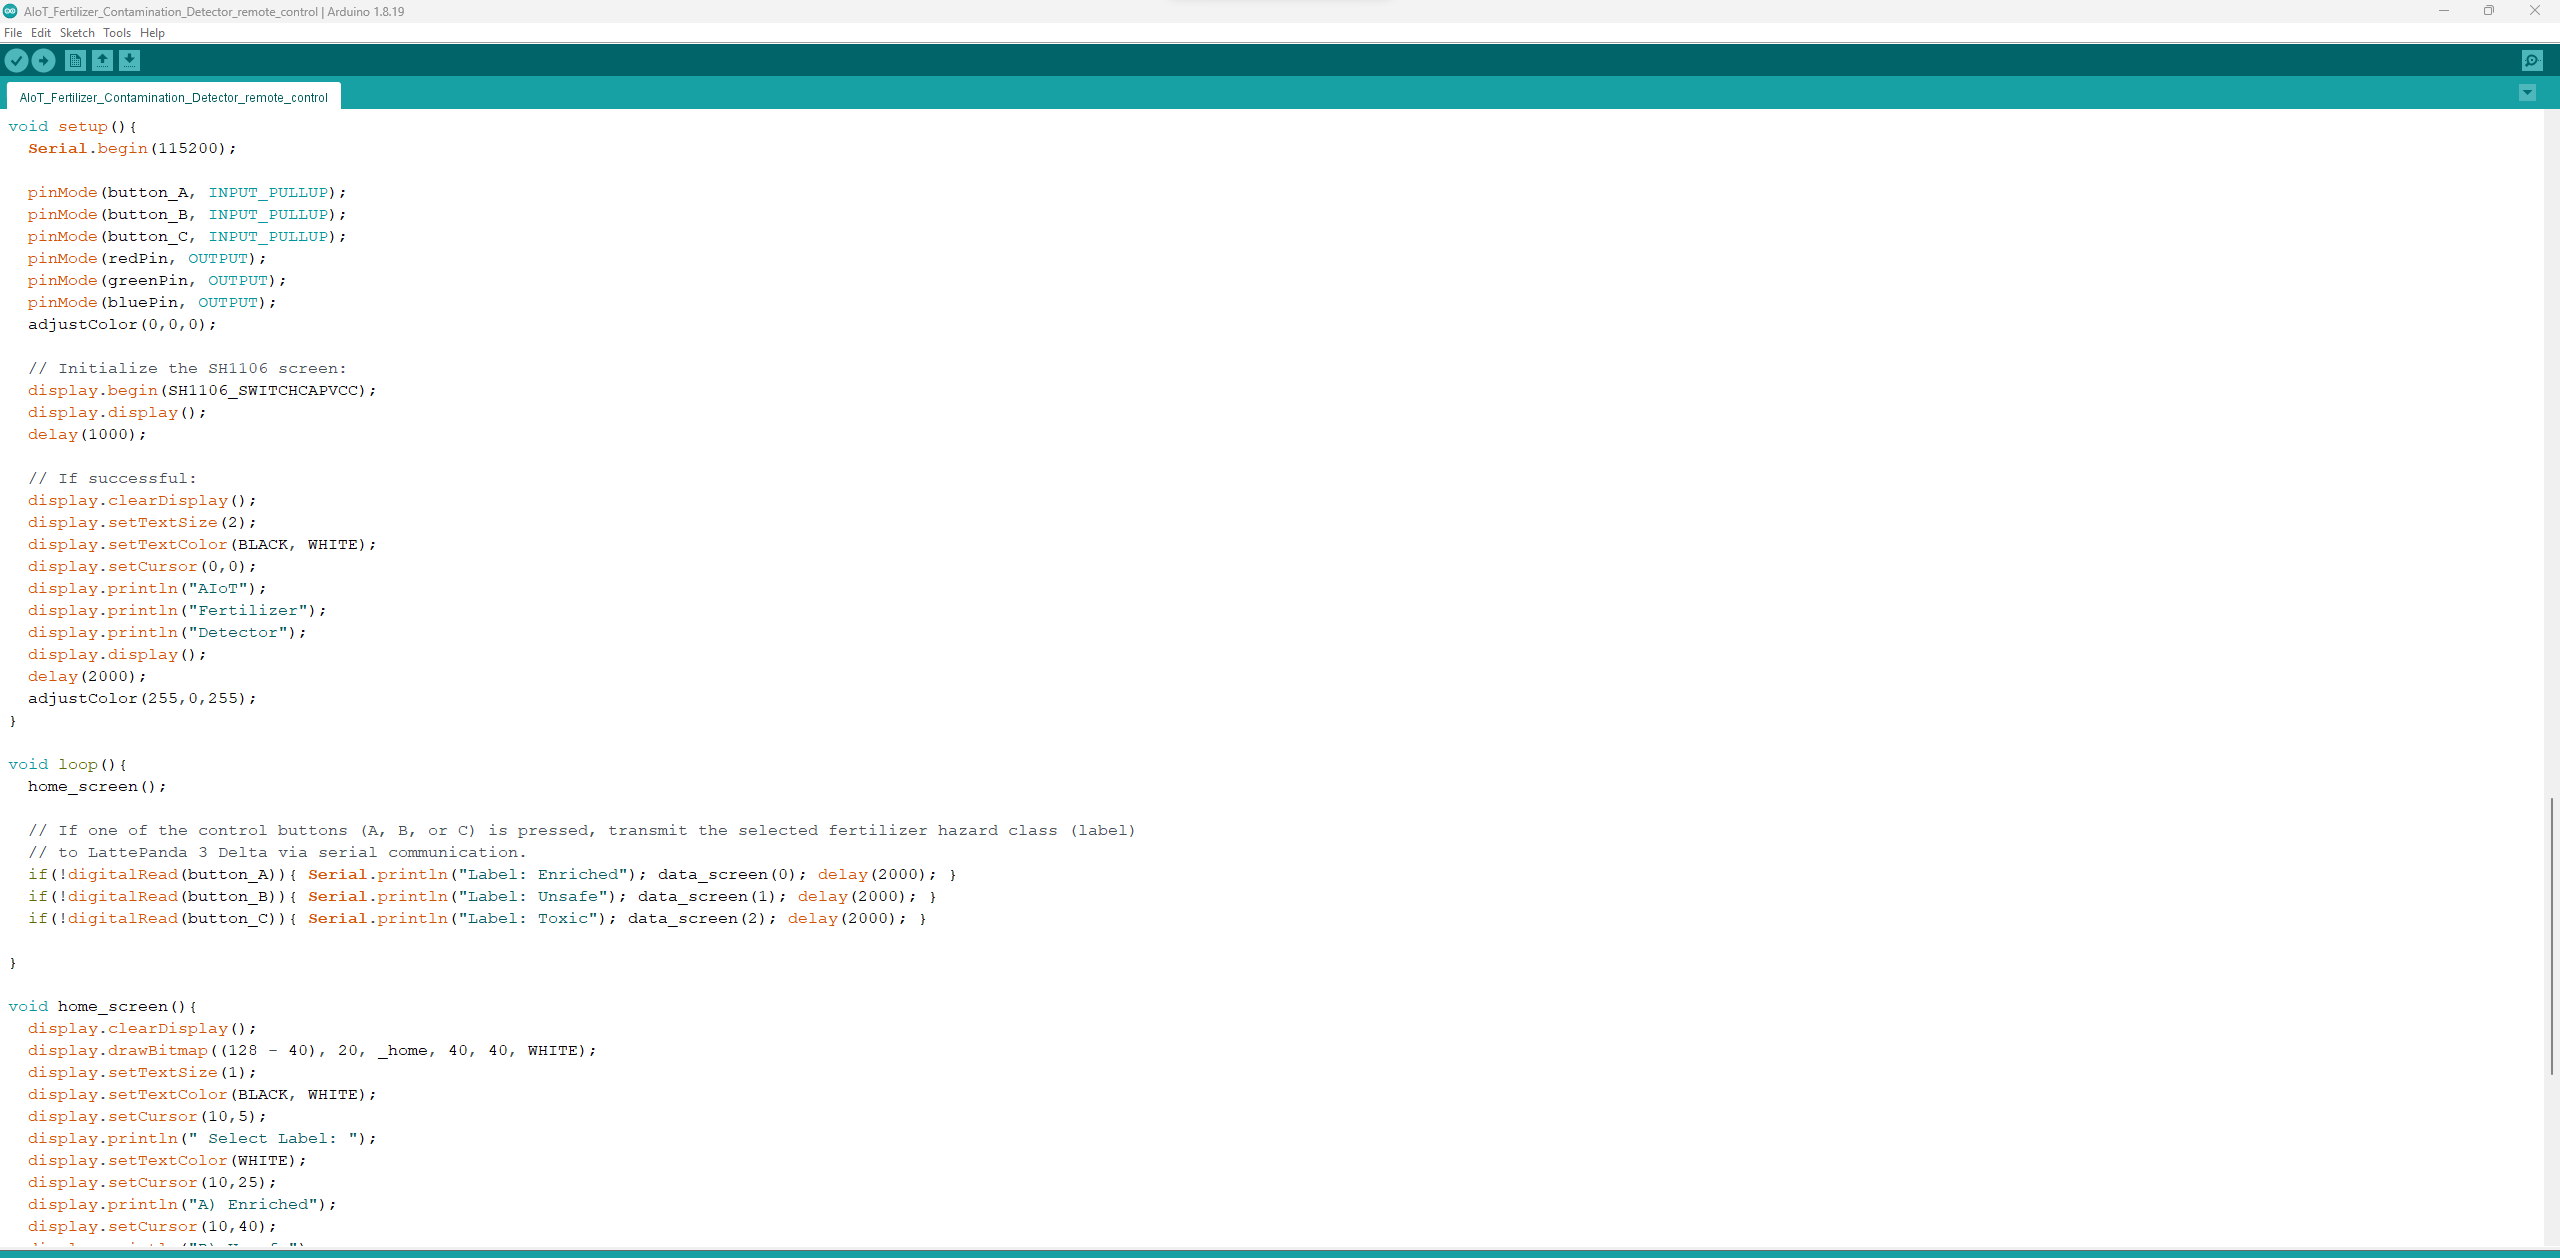 AIoT_Fertilizer_Contamination_Detector_remote_control | Arduino 1.8.19
File Edit Sketch Tools Help
AIoT_Fertilizer_Contamination_Detector_remote_control
void setup(){
  Serial.begin(115200);

  pinMode(button_A, INPUT_PULLUP);
  pinMode(button_B, INPUT_PULLUP);
  pinMode(button_C, INPUT_PULLUP);
  pinMode(redPin, OUTPUT);
  pinMode(greenPin, OUTPUT);
  pinMode(bluePin, OUTPUT);
  adjustColor(0,0,0);

  // Initialize the SH1106 screen:
  display.begin(SH1106_SWITCHCAPVCC);
  display.display();
  delay(1000);

  // If successful:
  display.clearDisplay();
  display.setTextSize(2);
  display.setTextColor(BLACK, WHITE);
  display.setCursor(0,0);
  display.println("AIoT");
  display.println("Fertilizer");
  display.println("Detector");
  display.display();
  delay(2000);
  adjustColor(255,0,255);
}

void loop(){
  home_screen();

  // If one of the control buttons (A, B, or C) is pressed, transmit the selected fertilizer hazard class (label)
  // to LattePanda 3 Delta via serial communication.
  if(!digitalRead(button_A)){ Serial.println("Label: Enriched"); data_screen(0); delay(2000); }
  if(!digitalRead(button_B)){ Serial.println("Label: Unsafe"); data_screen(1); delay(2000); }
  if(!digitalRead(button_C)){ Serial.println("Label: Toxic"); data_screen(2); delay(2000); }

}

void home_screen(){
  display.clearDisplay();
  display.drawBitmap((128 - 40), 20, _home, 40, 40, WHITE);
  display.setTextSize(1);
  display.setTextColor(BLACK, WHITE);
  display.setCursor(10,5);
  display.println(" Select Label: ");
  display.setTextColor(WHITE);
  display.setCursor(10,25);
  display.println("A) Enriched");
  display.setCursor(10,40);